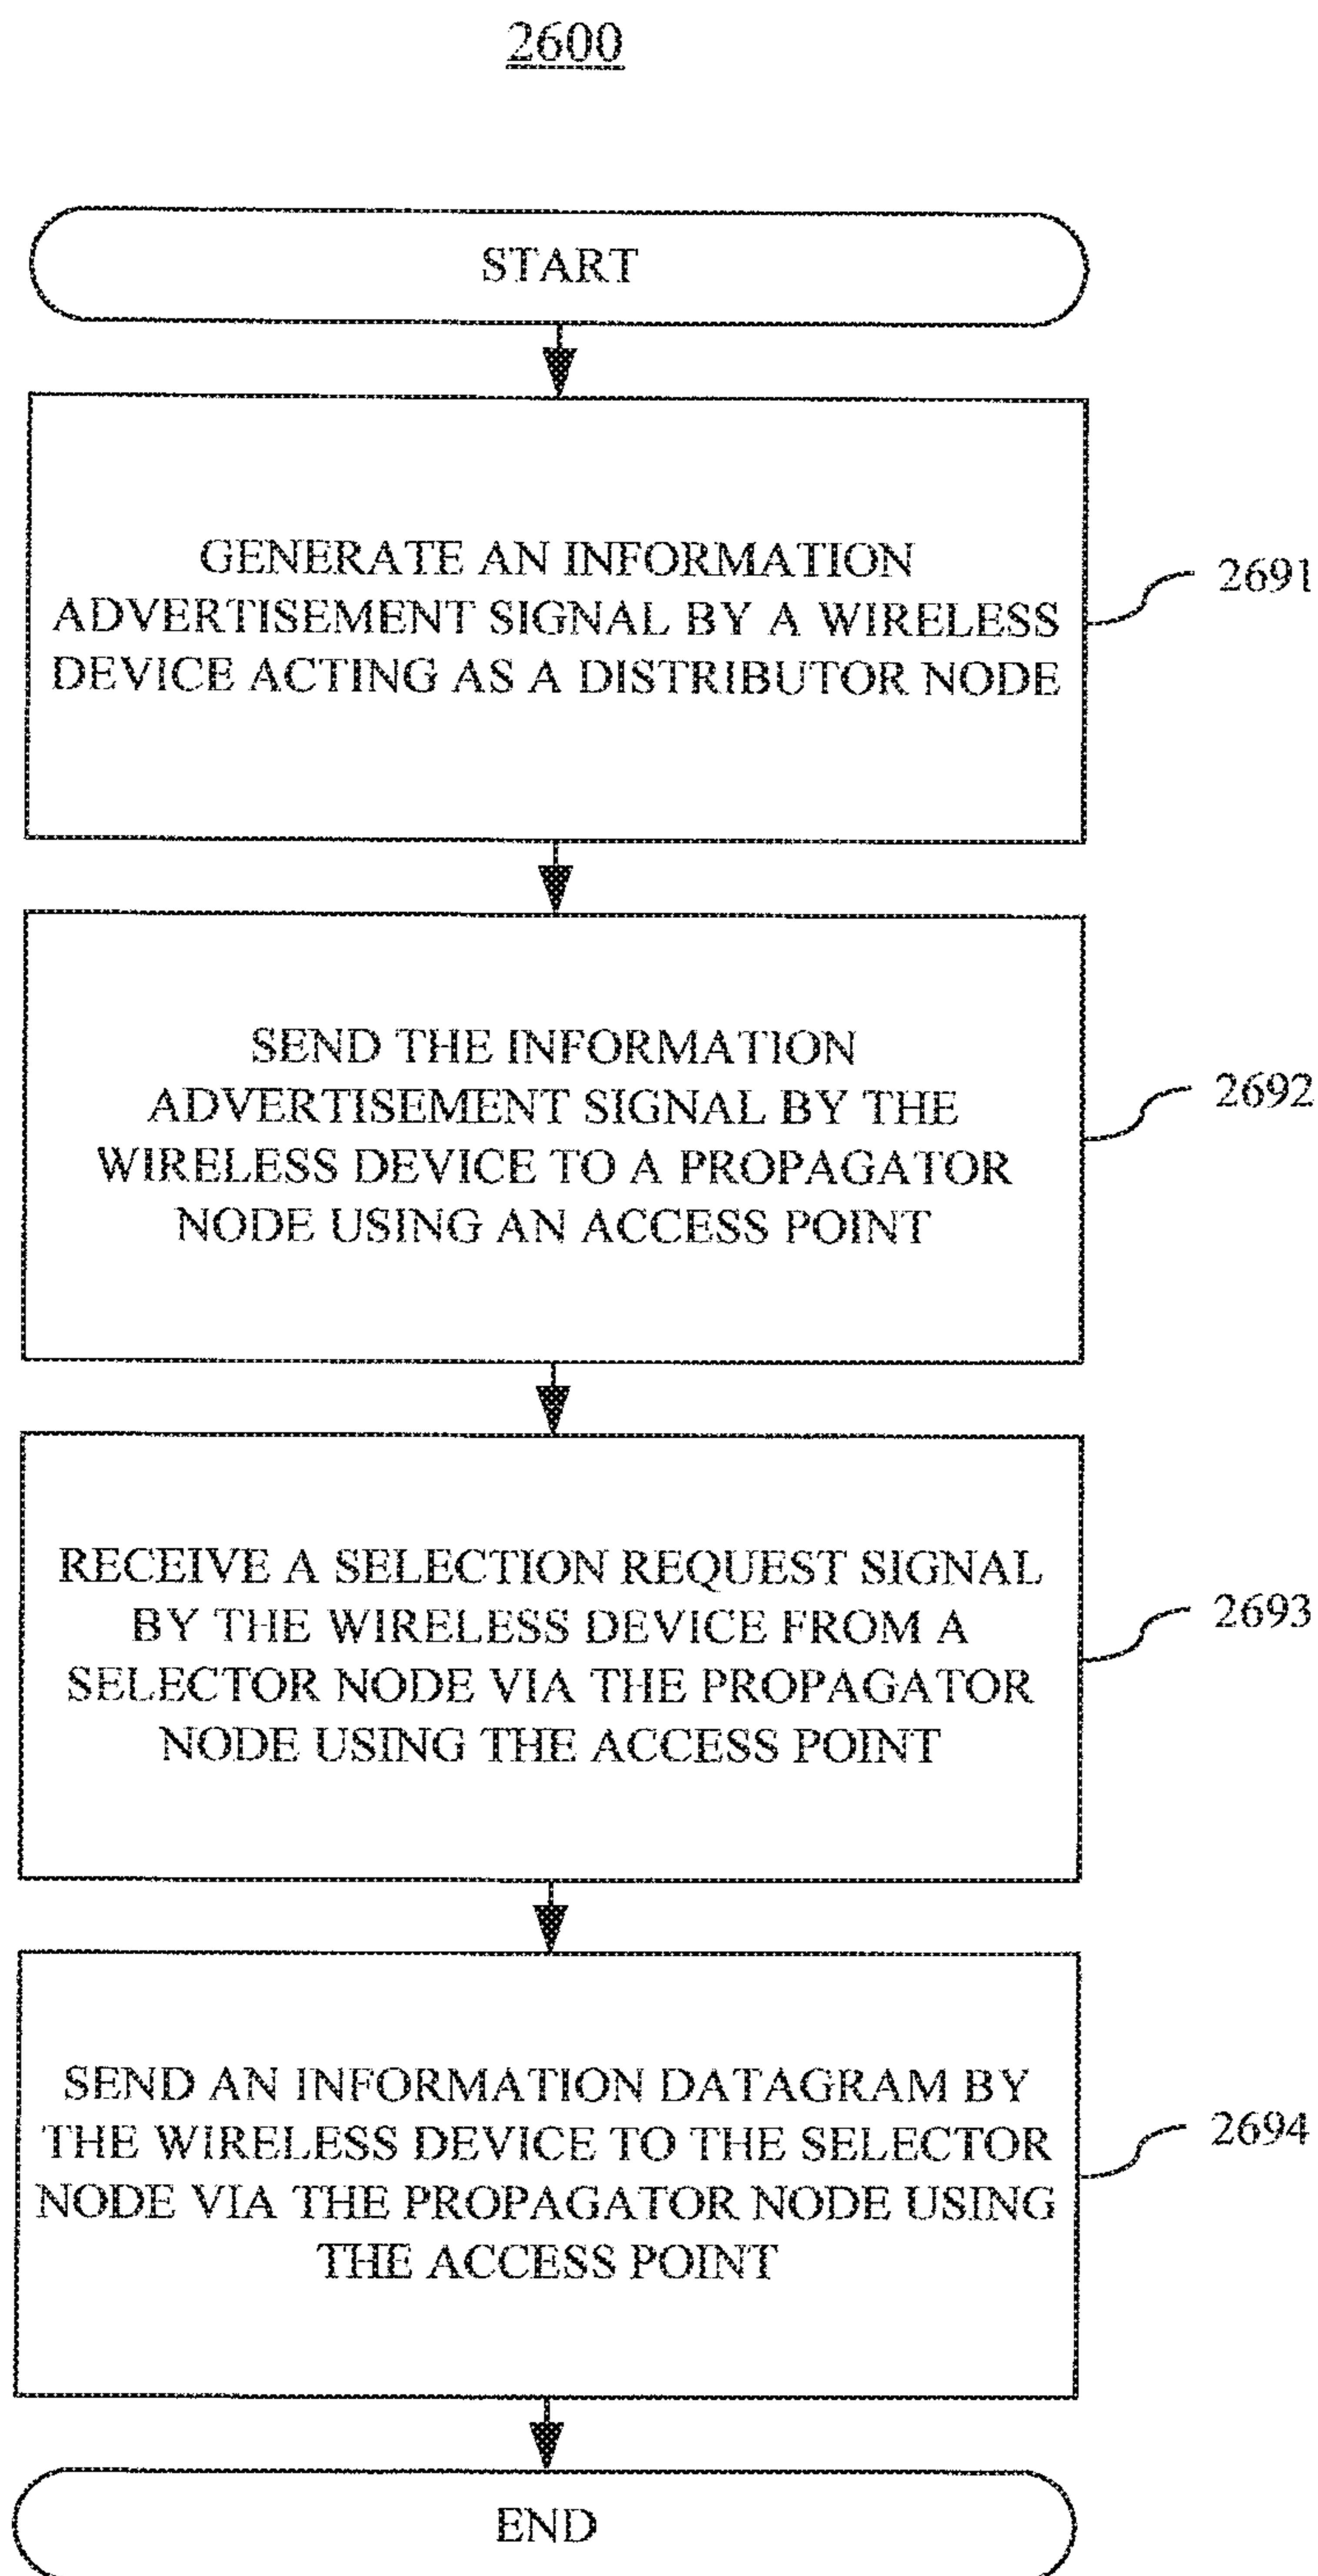 2600
START
GENERATE AN INFORMATION
ADVERTISEMENT SIGNAL BY A WIRELESS
DEVICE ACTING AS A DISTRIBUTOR NODE
2691
SEND THE INFORMATION
ADVERTISEMENT SIGNAL BY THE
WIRELESS DEVICE TO A PROPAGATOR
NODE USING AN ACCESS POINT
2692
RECEIVE A SELECTION REQUEST SIGNAL
BY THE WIRELESS DEVICE FROM A
SELECTOR NODE VIA THE PROPAGATOR
NODE USING THE ACCESS POINT
2693
SEND AN INFORMATION DATAGRAM BY
THE WIRELESS DEVICE TO THE SELECTOR
NODE VIA THE PROPAGATOR NODE USING
THE ACCESS POINT
2694
END